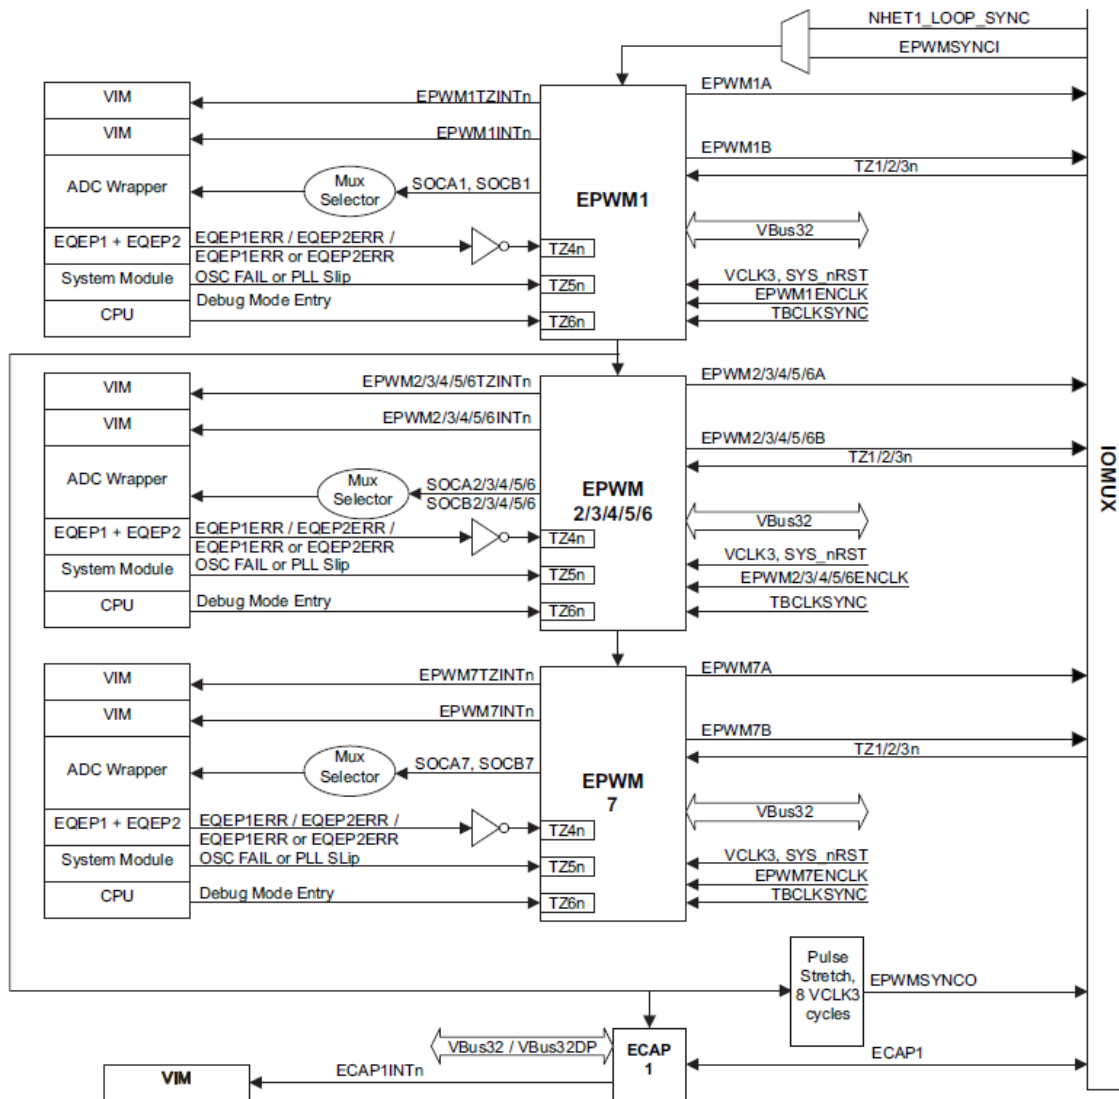 NHET1_LOOP_SYNC
EPWMSYNCI
VIM
EPWM1TZINTn
EPWM1A
VIM
EPWM1INTn
EPWM1B
TZ1/2/3n
ADC Wrapper
Mux
Selector
SOCA1, SOCB1
EPWM1
VBus32
EQEP1 + EQEP2
EQEP1ERR / EQEP2ERR /
EQEP1ERR or EQEP2ERR
TZ4n
System Module
OSC FAIL or PLL Slip
TZ5n
VCLK3, SYS_nRST
EPWM1ENCLK
CPU
Debug Mode Entry
TZ6n
TBCLKSYNC
VIM
EPWM2/3/4/5/6TZINTn
EPWM2/3/4/5/6A
VIM
EPWM2/3/4/5/6INTn
EPWM2/3/4/5/6B
TZ1/2/3n
IOMUX
ADC Wrapper
Mux
Selector
SOCA2/3/4/5/6
SOCB2/3/4/5/6
EPWM
2/3/4/5/6
VBus32
EQEP1 + EQEP2
EQEP1ERR / EQEP2ERR /
EQEP1ERR or EQEP2ERR
TZ4n
System Module
OSC FAIL or PLL Slip
TZ5n
VCLK3, SYS_nRST
EPWM2/3/4/5/6ENCLK
CPU
Debug Mode Entry
TZ6n
TBCLKSYNC
VIM
EPWM7TZINTn
EPWM7A
VIM
EPWM7INTn
EPWM7B
TZ1/2/3n
ADC Wrapper
Mux
Selector
SOCA7, SOCB7
EPWM
7
VBus32
EQEP1 + EQEP2
EQEP1ERR / EQEP2ERR /
EQEP1ERR or EQEP2ERR
TZ4n
System Module
OSC FAIL or PLL SLip
TZ5n
VCLK3, SYS_nRST
EPWM7ENCLK
CPU
Debug Mode Entry
TZ6n
TBCLKSYNC
Pulse
Stretch,
8 VCLK3
cycles
EPWMSYNCO
VBus32 / VBus32DP
ECAP
1
ECAP1
VIM
ECAP1INTn